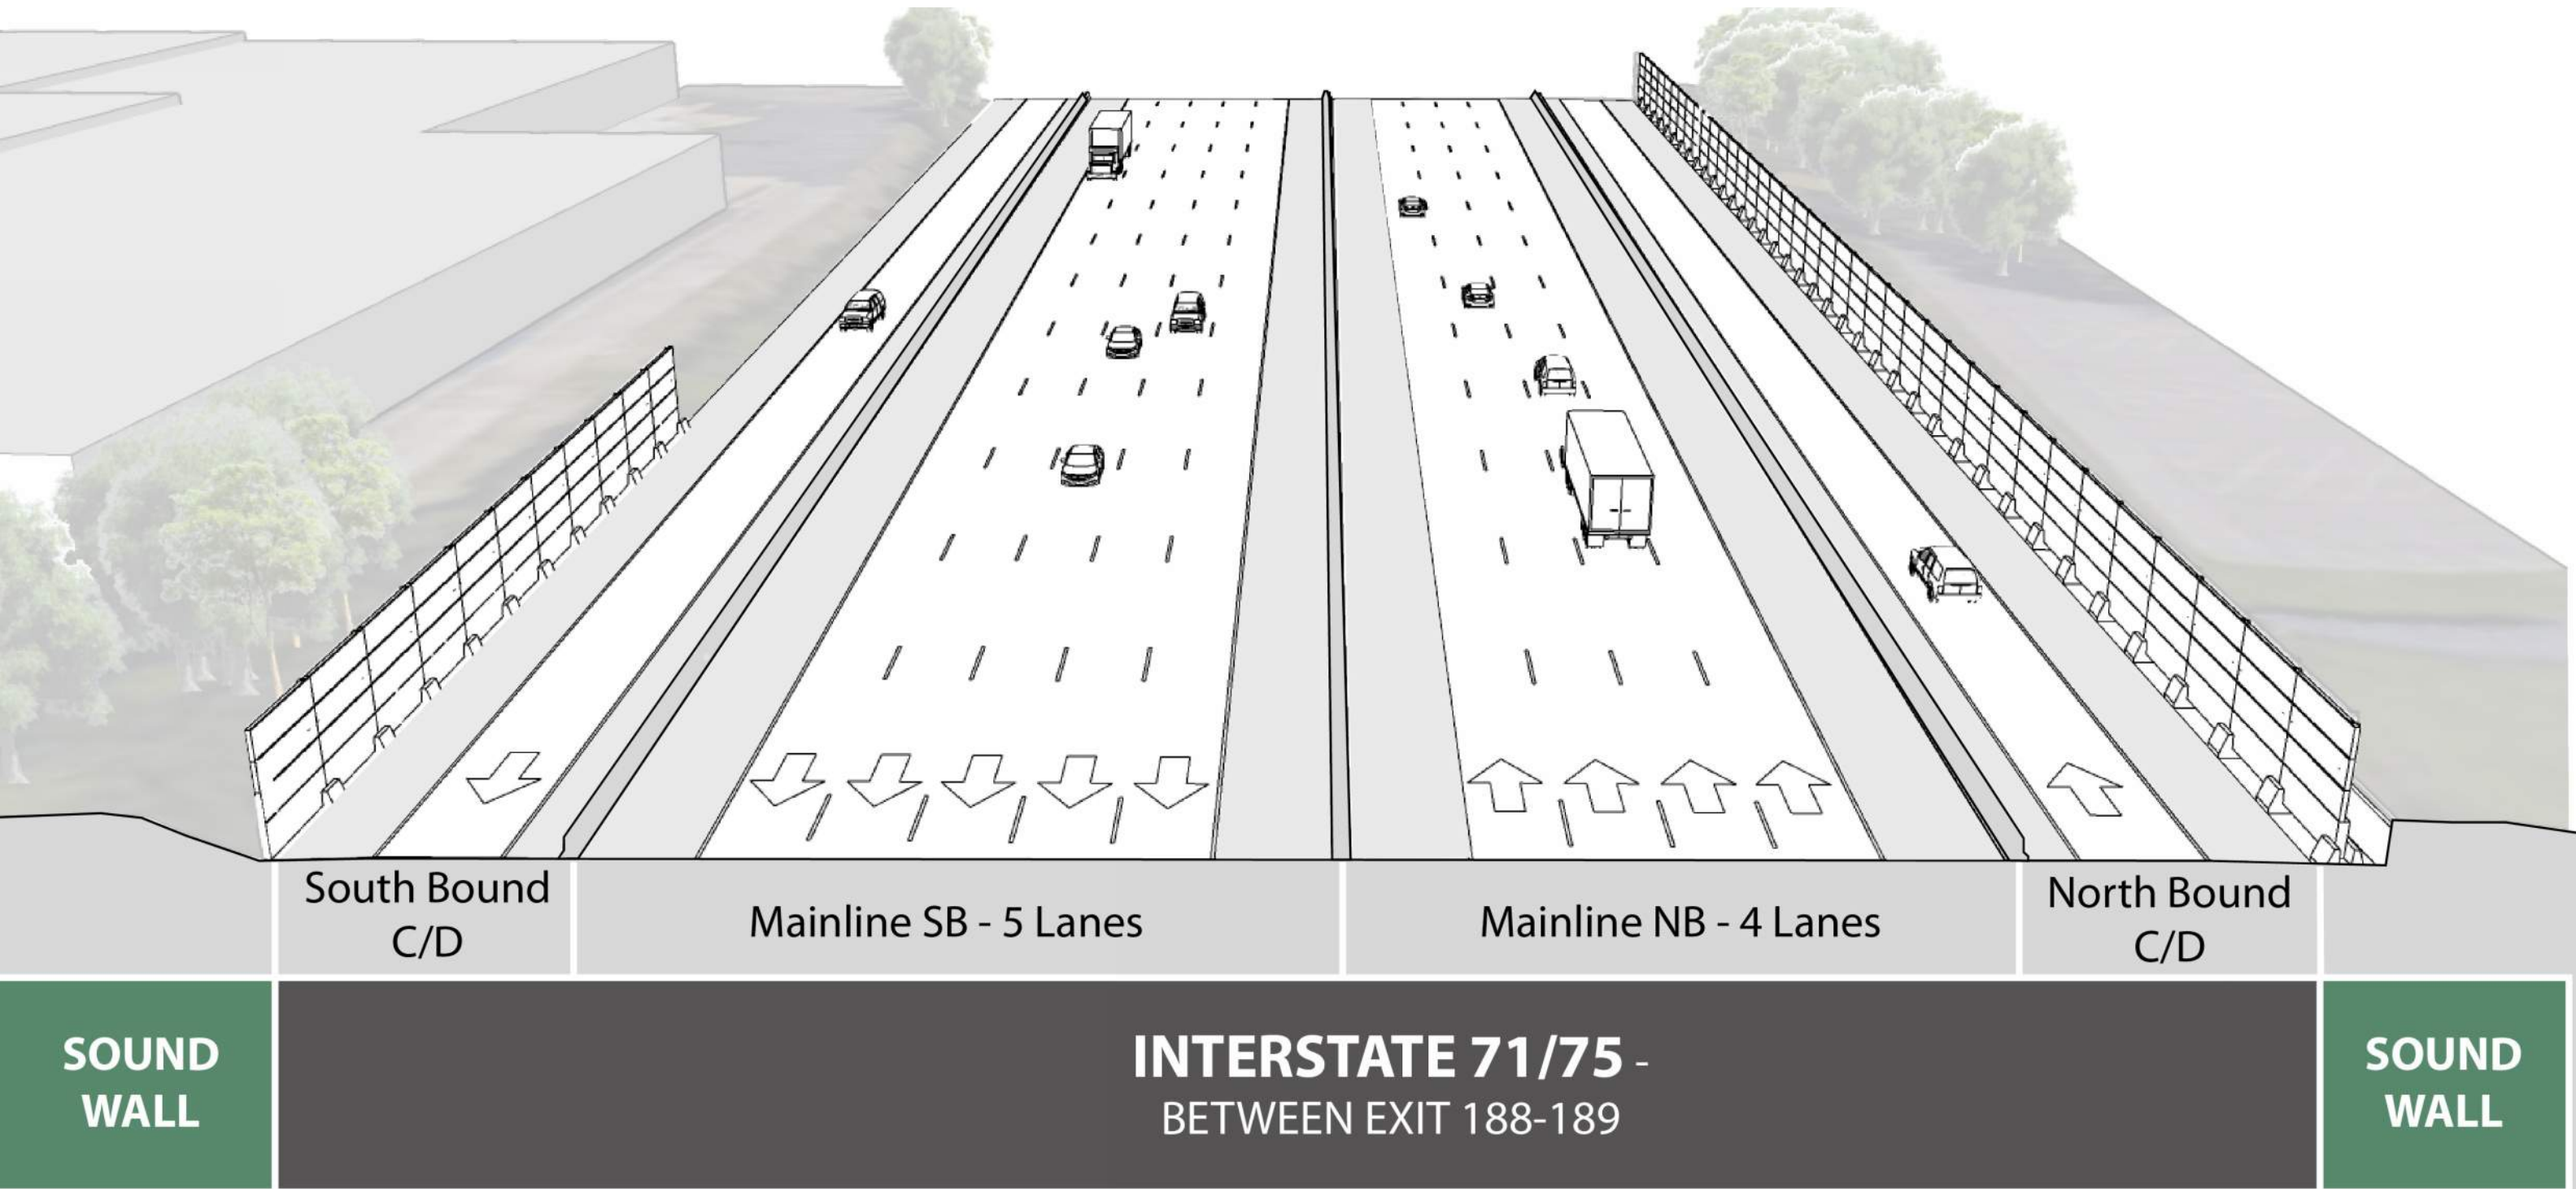 South Bound
C/D
Mainline SB - 5 Lanes
Mainline NB - 4 Lanes
North Bound
C/D
SOUND
WALL
INTERSTATE 71/75 -
BETWEEN EXIT 188-189
SOUND
WALL